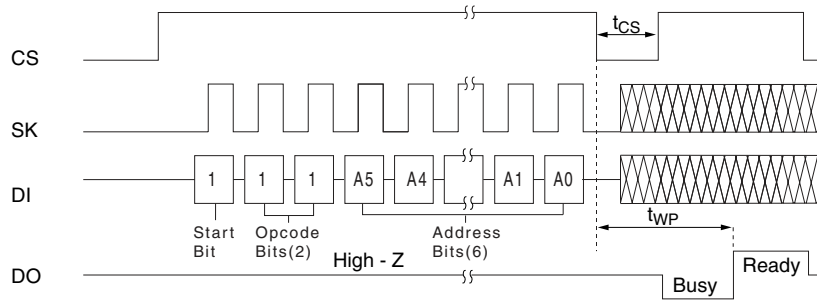 CS
tCS
SK
DI
1
1
1
A5
A4
A1
A0
Start
Bit
Opcode
Bits(2)
Address
Bits(6)
tWP
High - Z
DO
Busy
Ready